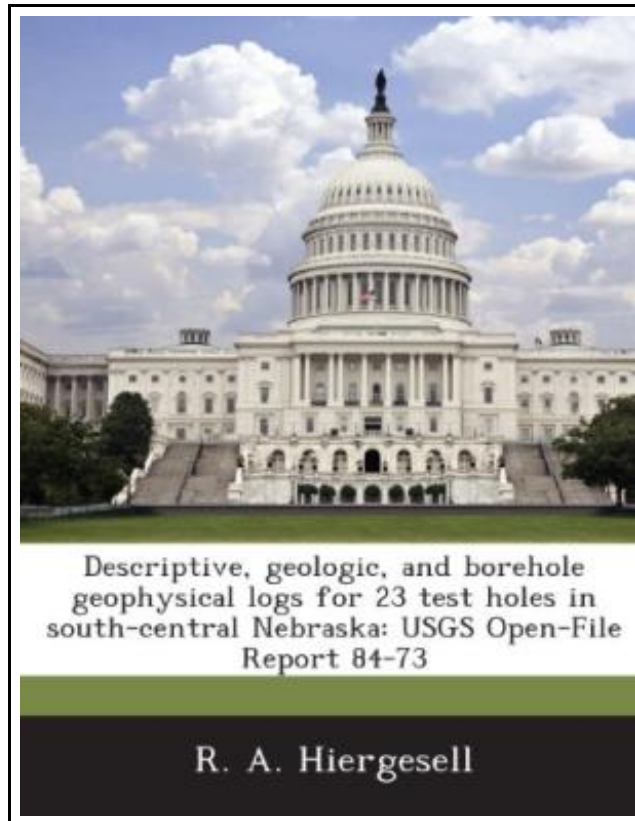 Descriptive, geologic, and borehole
geophysical logs for 23 test holes in
south-central Nebraska: USGS Open-File
Report 84-73
R. A. Hiergesell